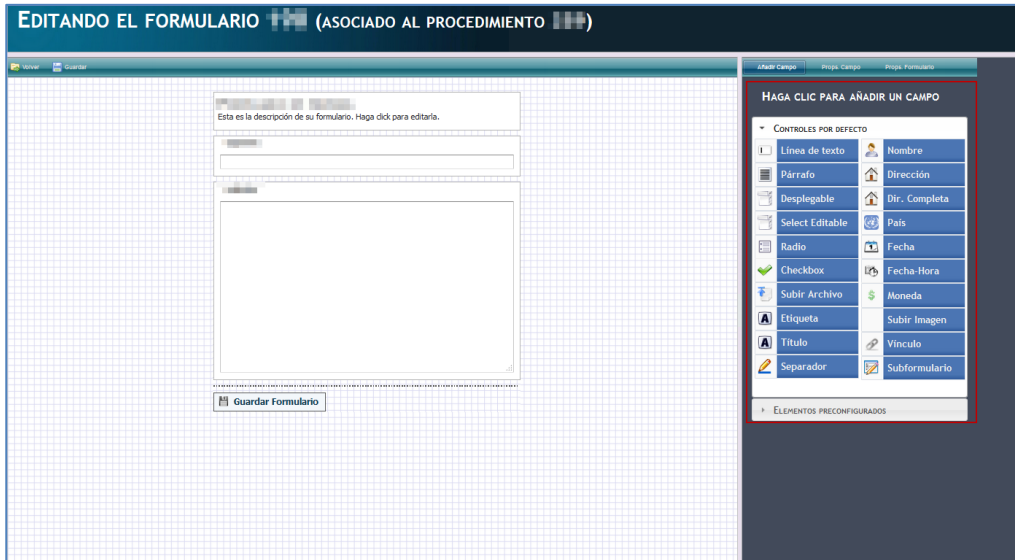 EDITANDO EL FORMULARIO (ASOCIADO AL PROCEDIMIENTO )
Volver Guardar
Añadir Campo Props. Campo Props. Formulario
Esta es la descripción de su formulario. Haga click para editarla.
Guardar Formulario
HAGA CLIC PARA AÑADIR UN CAMPO
CONTROLES POR DEFECTO
Línea de texto Nombre
Párrafo Dirección
Desplegable Dir. Completa
Select Editable País
Radio Fecha
Checkbox Fecha-Hora
Subir Archivo Moneda
Etiqueta Subir Imagen
Título Vínculo
Separador Subformulario
ELEMENTOS PRECONFIGURADOS